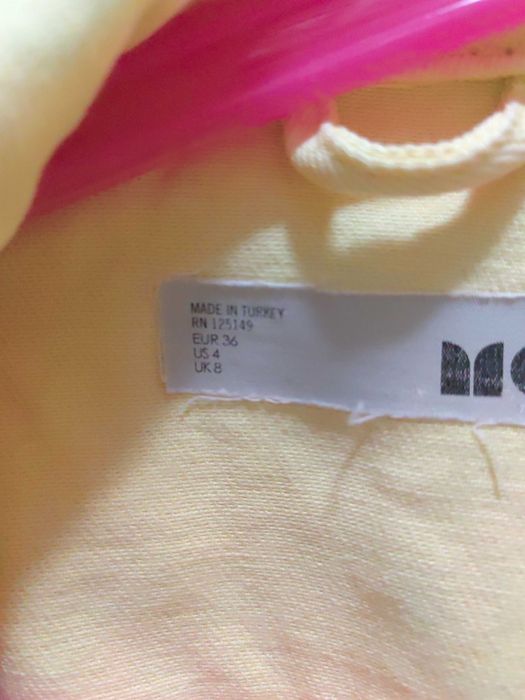 MADE IN TURKEY
RN 125149
EUR 36
US 4
UK 8